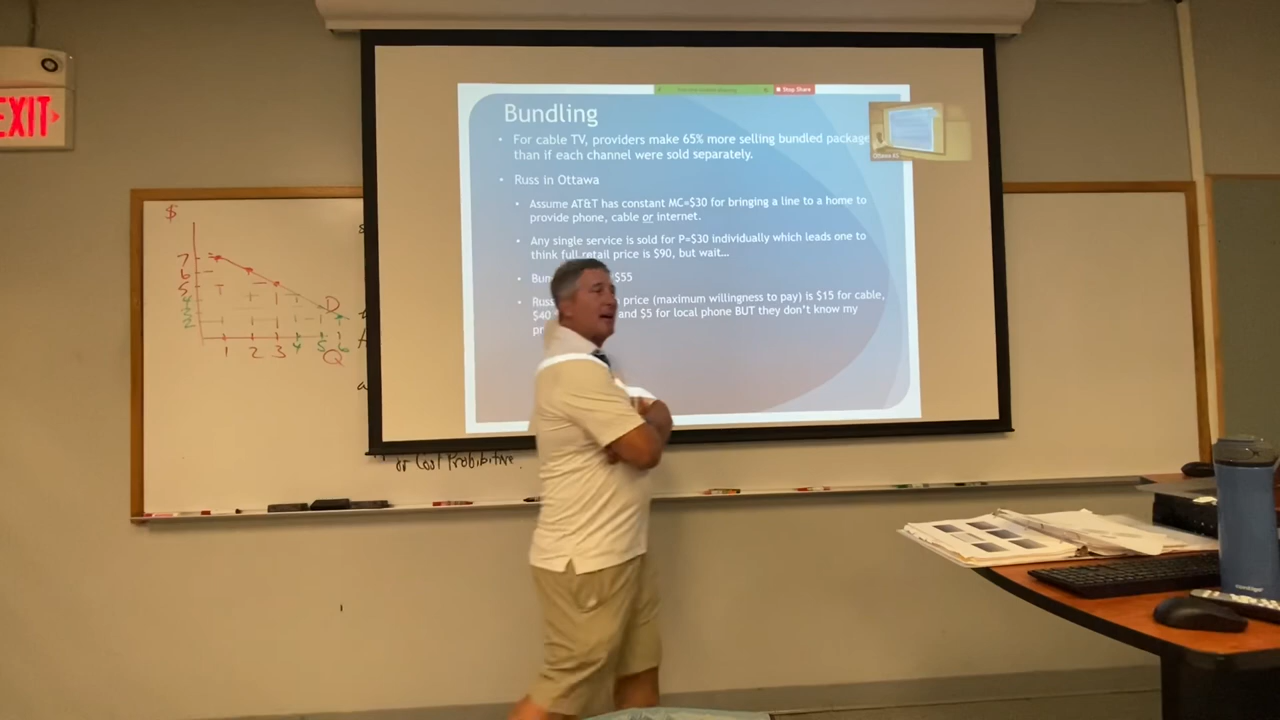 EXIT
Stop Share
Bundling
For cable TV, providers make 65% more selling bundled package
than if each channel were sold separately.
Russ in Ottawa
Assume AT&T has constant MC=$30 for bringing a line to a home to
provide phone, cable or internet.
Any single service is sold for P=$30 individually which leads one to
think full retail price is $90, but wait…
$55
Russ price (maximum willingness to pay) is $15 for cable,
$40 and $5 for local phone BUT they don't know my
$
7
6
5
4
3
2
D
1 2 3 4 5 6
Q
or Cost Prohibitive.